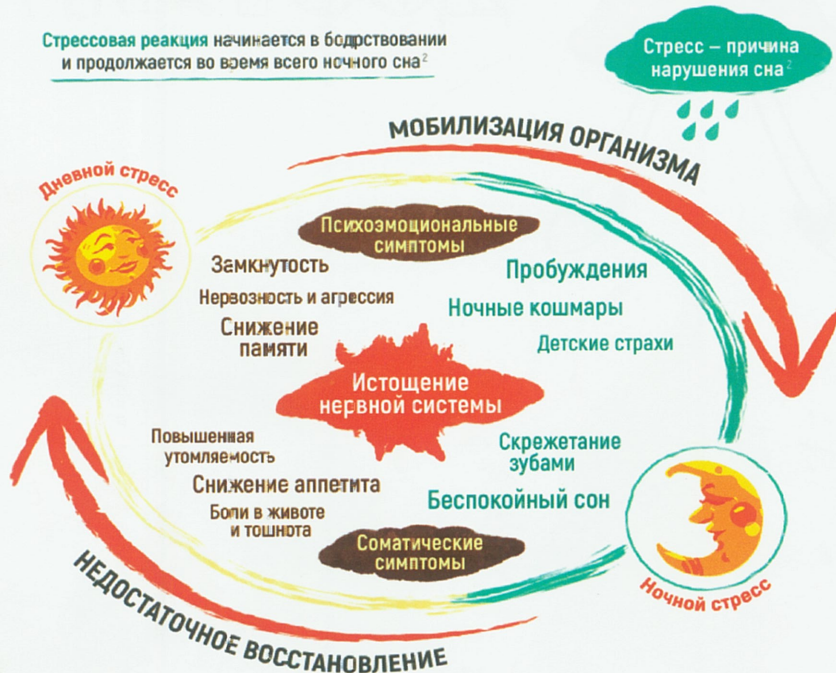 Стрессовая реакция начинается в бодрствовании
и продолжается во время всего ночного сна²
Стресс – причина
нарушения сна²
МОБИЛИЗАЦИЯ ОРГАНИЗМА
Дневной стресс
Психоэмоциональные
симптомы
Замкнутость
Нервозность и агрессия
Снижение
памяти
Пробуждения
Ночные кошмары
Детские страхи
Истощение
нервной системы
Повышенная
утомляемость
Снижение аппетита
Боли в животе
и тошнота
Скрежетание
зубами
Беспокойный сон
Соматические
симптомы
Ночной стресс
НЕДОСТАТОЧНОЕ ВОССТАНОВЛЕНИЕ